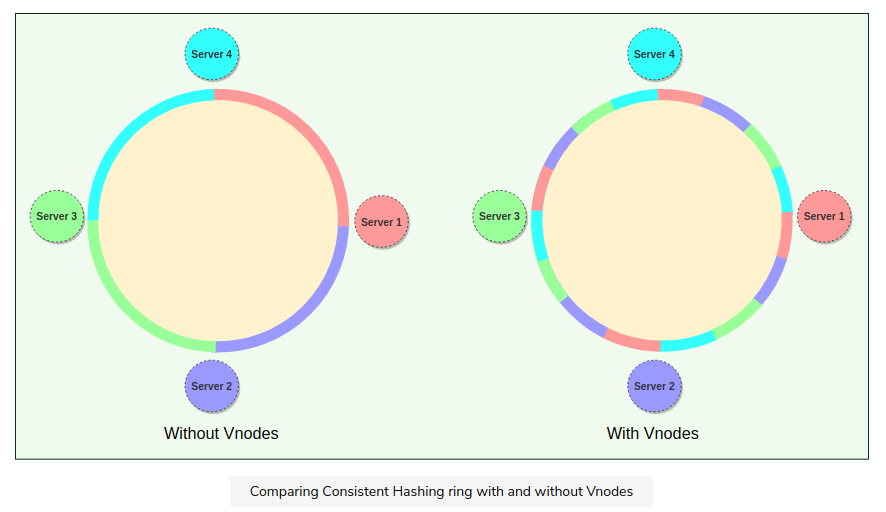 Server 4
Server 3
Server 1
Server 2
Without Vnodes
Server 4
Server 3
Server 1
Server 2
With Vnodes
Comparing Consistent Hashing ring with and without Vnodes